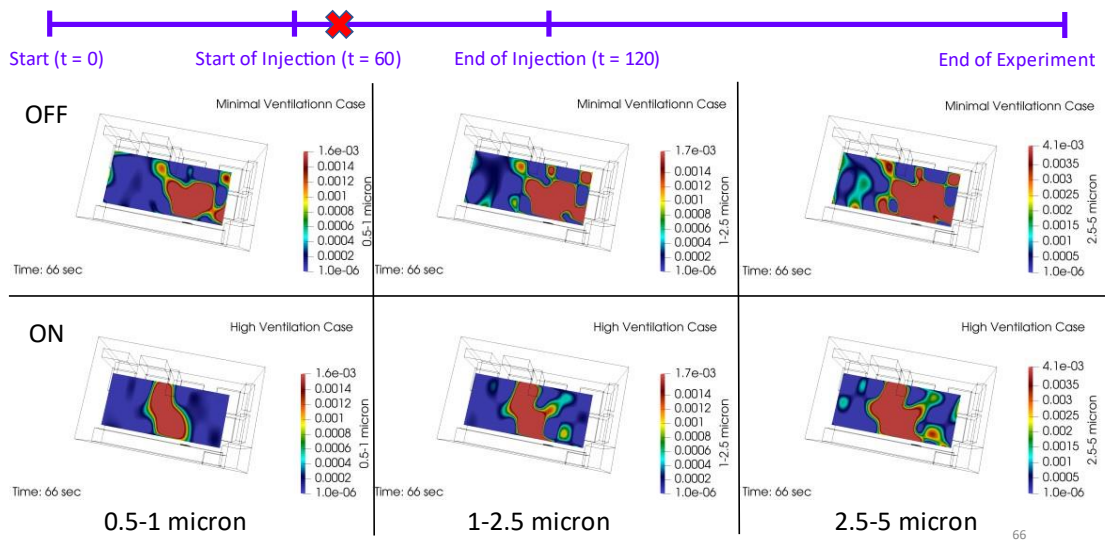 Start (t = 0)
Start of Injection (t = 60)
End of Injection (t = 120)
End of Experiment
OFF
Minimal Ventilationn Case
1.6e-03
0.0014
0.0012
0.001
0.0008
0.0006
0.0004
0.0002
1.0e-06
0.5-1 micron
Time: 66 sec
Minimal Ventilation Case
1.7e-03
0.0014
0.0012
0.001
0.0008
0.0006
0.0004
0.0002
1.0e-06
1-2.5 micron
Time: 66 sec
Minimal Ventilation Case
4.1e-03
0.0035
0.003
0.0025
0.002
0.0015
0.001
0.0005
1.0e-06
2.5-5 micron
Time: 66 sec
ON
High Ventilation Case
1.6e-03
0.0014
0.0012
0.001
0.0008
0.0006
0.0004
0.0002
1.0e-06
0.5-1 micron
Time: 66 sec
High Ventilation Case
1.7e-03
0.0014
0.0012
0.001
0.0008
0.0006
0.0004
0.0002
1.0e-06
1-2.5 micron
Time: 66 sec
High Ventilation Case
4.1e-03
0.0035
0.003
0.0025
0.002
0.0015
0.001
0.0005
1.0e-06
2.5-5 micron
Time: 66 sec
0.5-1 micron
1-2.5 micron
2.5-5 micron
66